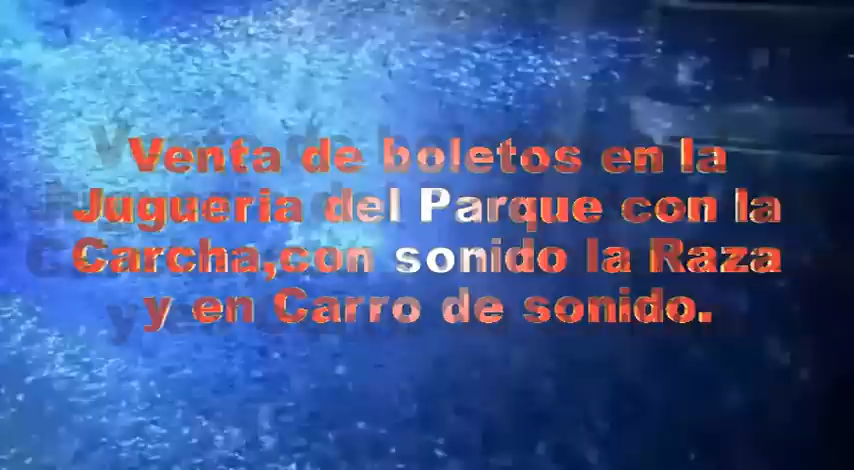 Venta de boletos en la
Jugueria del Parque con la
Carcha,con sonido la Raza
y en Carro de sonido.